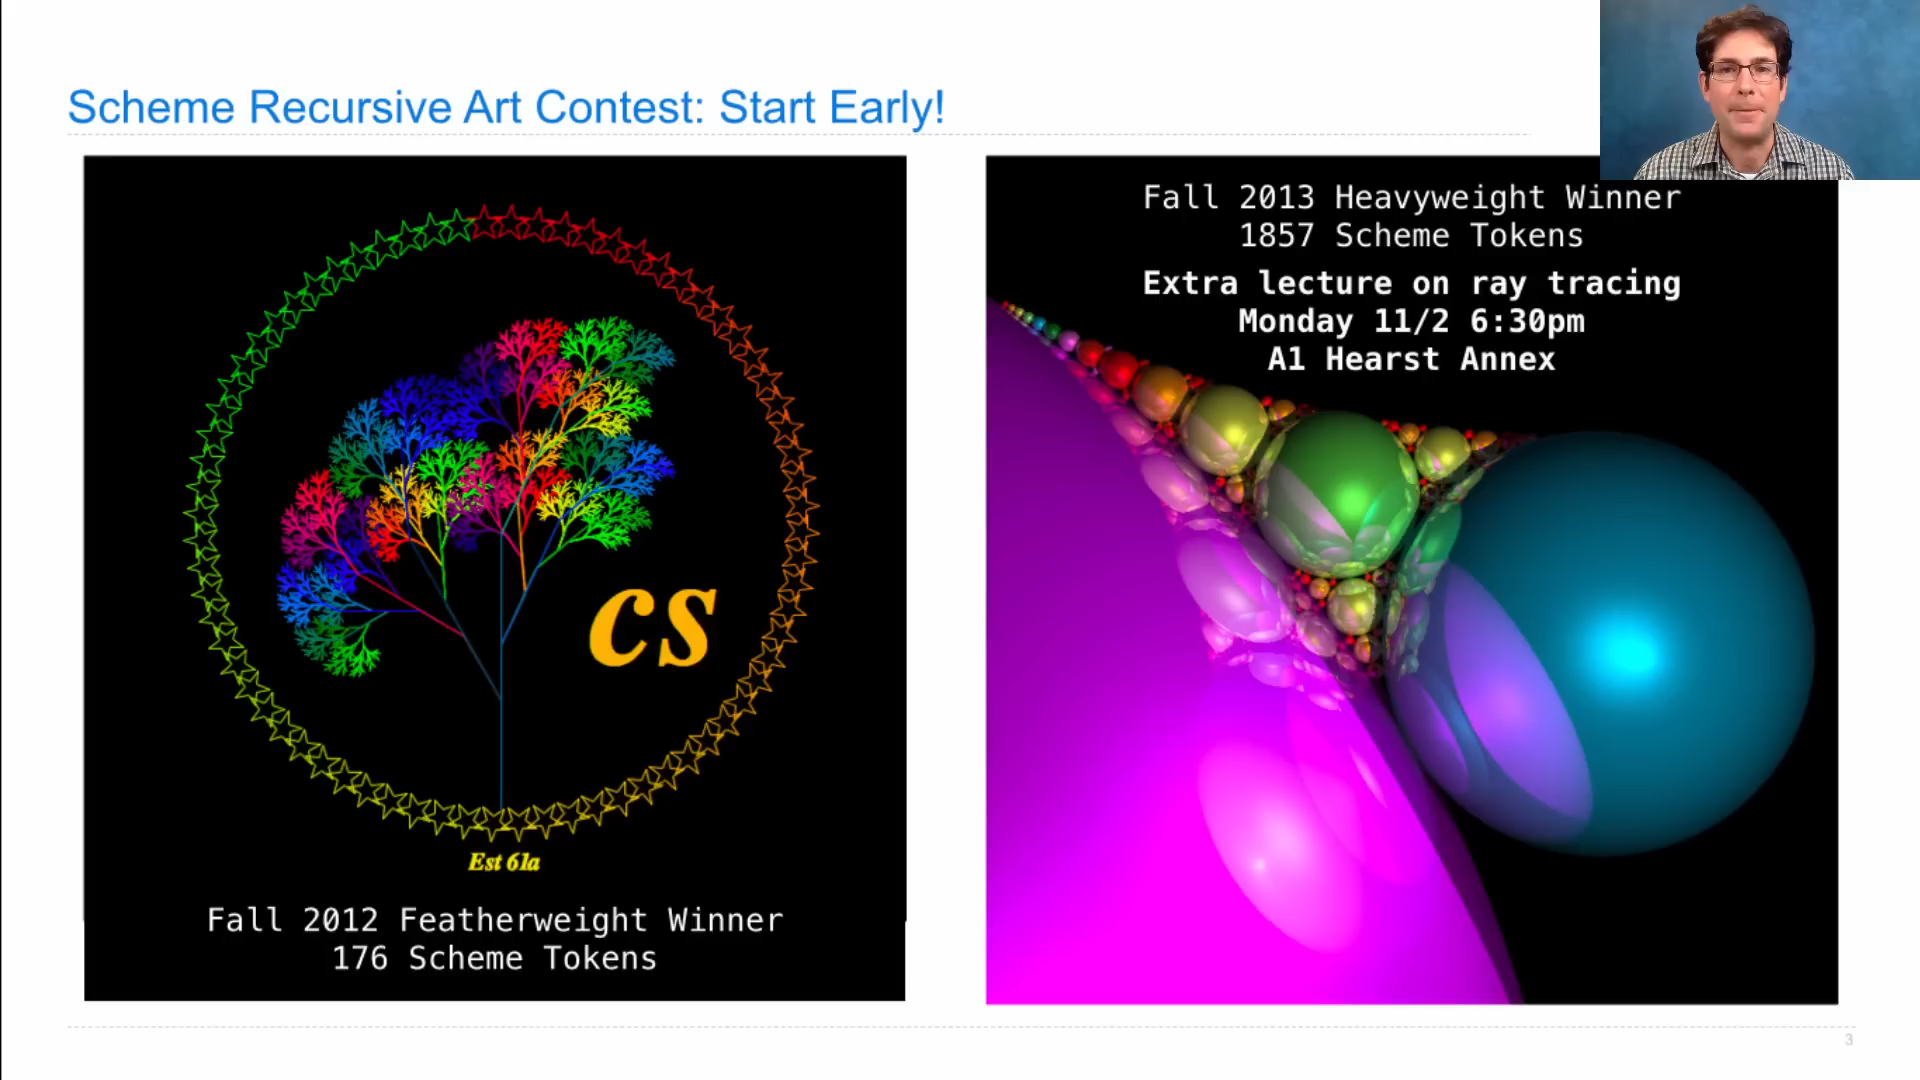 Scheme Recursive Art Contest: Start Early!
CS
Est 61a
Fall 2012 Featherweight Winner
176 Scheme Tokens
Fall 2013 Heavyweight Winner
1857 Scheme Tokens
Extra lecture on ray tracing
Monday 11/2 6:30pm
A1 Hearst Annex
3